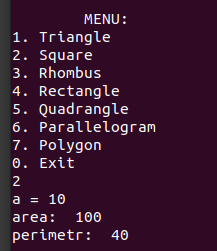 MENU:
1. Triangle
2. Square
3. Rhombus
4. Rectangle
5. Quadrangle
6. Parallelogram
7. Polygon
0. Exit
2
a = 10
area:  100
perimetr:  40